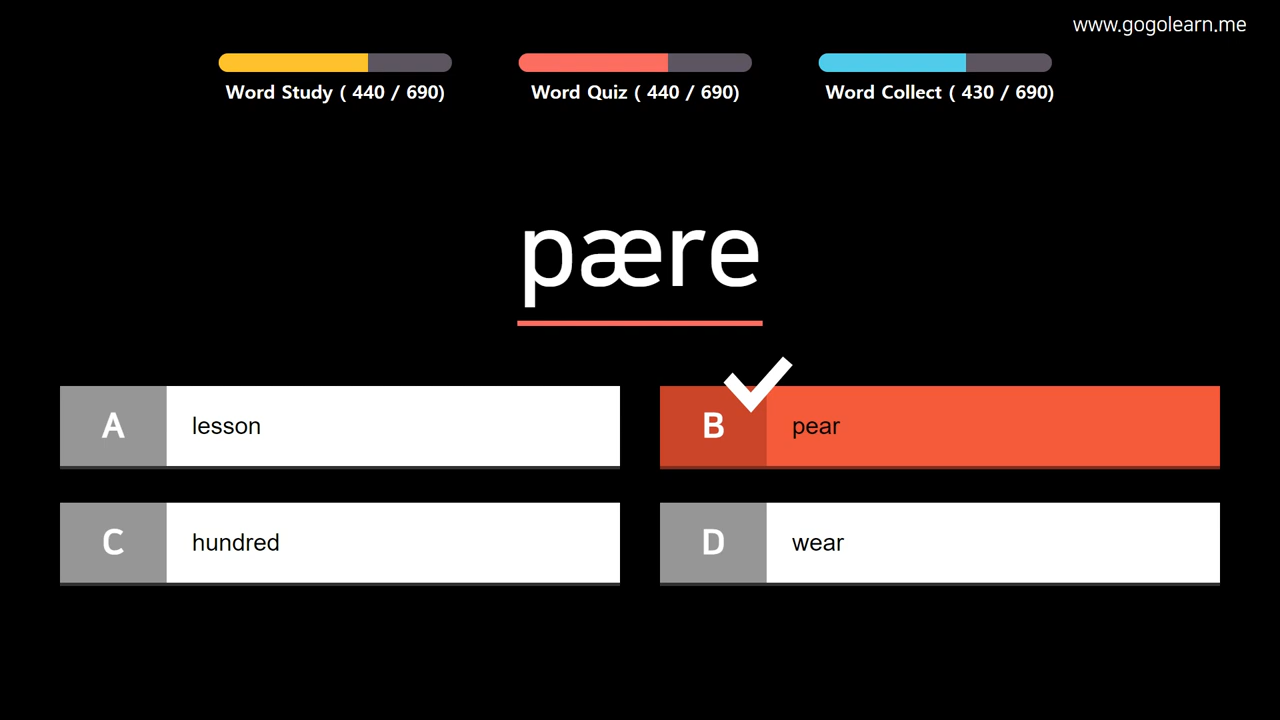 www.gogolearn.me
Word Study ( 440 / 690)
Word Quiz ( 440 / 690)
Word Collect ( 430 / 690)
pære
A lesson
B pear
C hundred
D wear